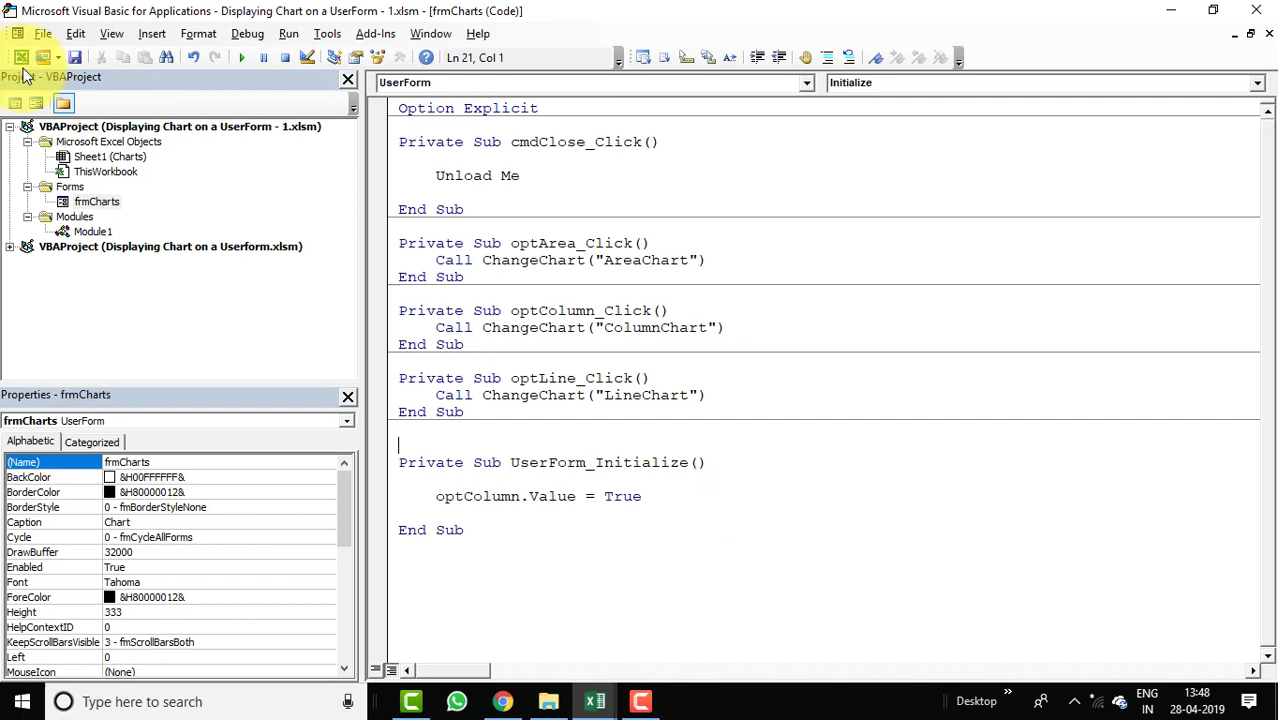 Microsoft Visual Basic for Applications - Displaying Chart on a UserForm - 1.xlsm - [frmCharts (Code)]
File Edit View Insert Format Debug Run Tools Add-Ins Window Help
Ln 21, Col 1
Project - VBAProject
VBAProject (Displaying Chart on a UserForm - 1.xlsm)
Microsoft Excel Objects
Sheet1 (Charts)
ThisWorkbook
Forms
frmCharts
Modules
Module1
VBAProject (Displaying Chart on a Userform.xlsm)
Properties - frmCharts
frmCharts UserForm
Alphabetic Categorized
(Name) frmCharts
BackColor &H00FFFFFF&
BorderColor &H80000012&
BorderStyle 0 - fmBorderStyleNone
Caption Chart
Cycle 0 - fmCycleAllForms
DrawBuffer 32000
Enabled True
Font Tahoma
ForeColor &H80000012&
Height 333
HelpContextID 0
KeepScrollBarsVisible 3 - fmScrollBarsBoth
Left 0
MouseIcon (None)
UserForm Initialize
Option Explicit
Private Sub cmdClose_Click()
Unload Me
End Sub
Private Sub optArea_Click()
Call ChangeChart("AreaChart")
End Sub
Private Sub optColumn_Click()
Call ChangeChart("ColumnChart")
End Sub
Private Sub optLine_Click()
Call ChangeChart("LineChart")
End Sub
Private Sub UserForm_Initialize()
optColumn.Value = True
End Sub
Type here to search
Desktop
ENG
IN
13:48
28-04-2019